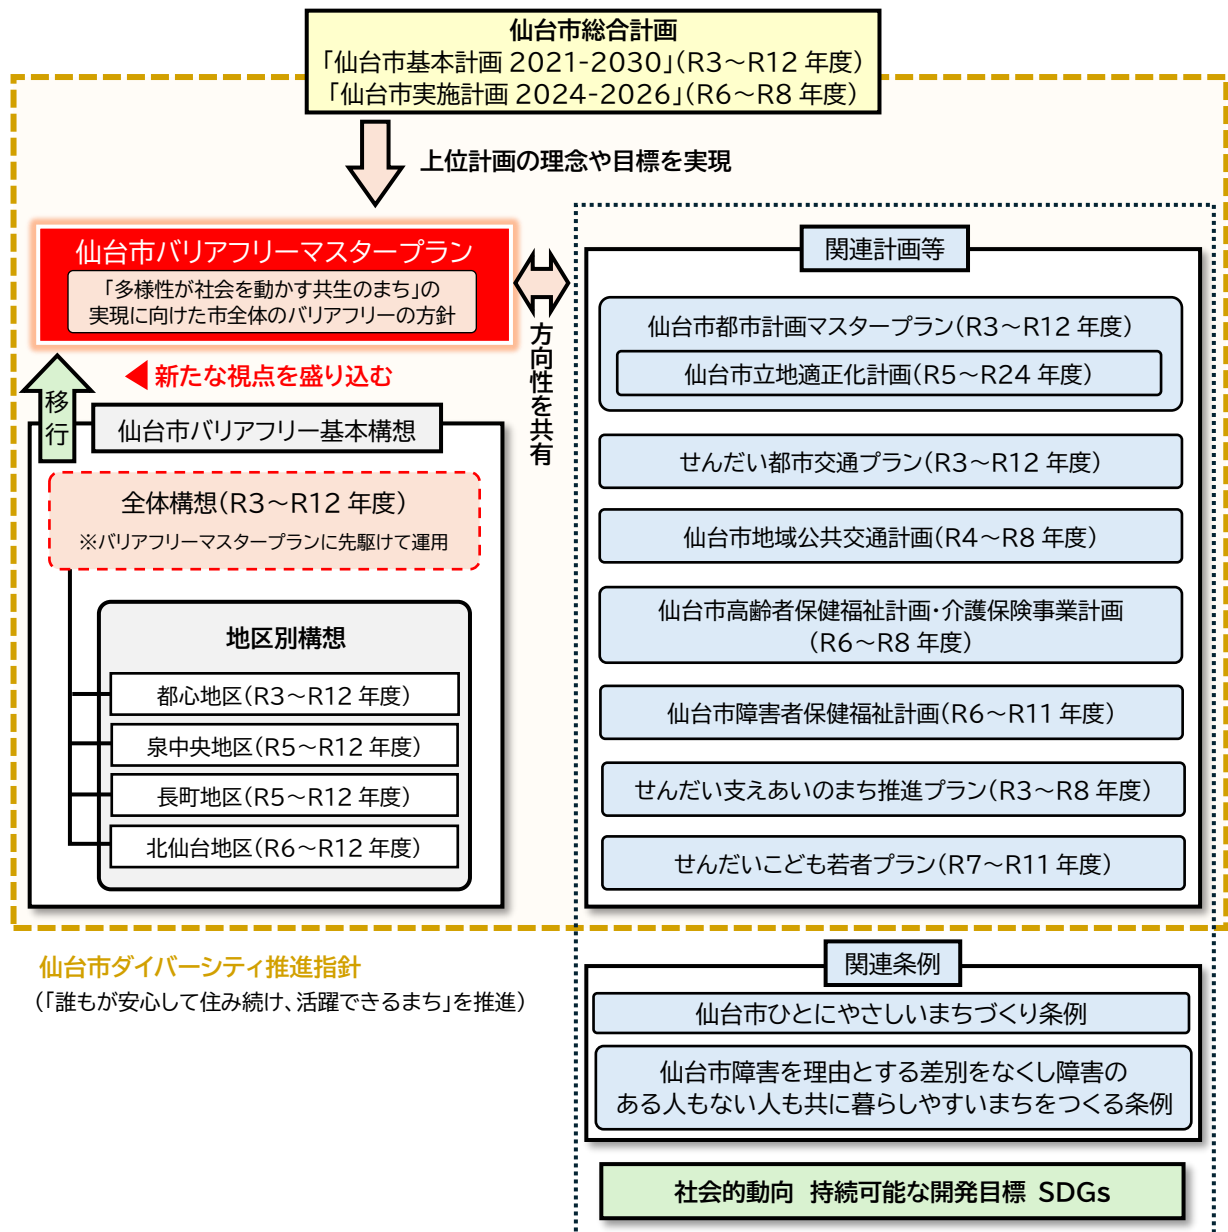 仙台市総合計画
「仙台市基本計画 2021-2030」(R3～R12 年度)
「仙台市実施計画 2024-2026」(R6～R8 年度)
上位計画の理念や目標を実現
仙台市バリアフリーマスタープラン
「多様性が社会を動かす共生のまち」の
実現に向けた市全体のバリアフリーの方針
方向性を共有
移行
◀新たな視点を盛り込む
仙台市バリアフリー基本構想
全体構想(R3～R12 年度)
※バリアフリーマスタープランに先駆けて運用
地区別構想
都心地区(R3～R12 年度)
泉中央地区(R5～R12 年度)
長町地区(R5～R12 年度)
北仙台地区(R6～R12 年度)
関連計画等
仙台市都市計画マスタープラン(R3～R12 年度)
仙台市立地適正化計画(R5～R24 年度)
せんだい都市交通プラン(R3～R12 年度)
仙台市地域公共交通計画(R4～R8 年度)
仙台市高齢者保健福祉計画・介護保険事業計画
(R6～R8 年度)
仙台市障害者保健福祉計画(R6～R11 年度)
せんだい支えあいのまち推進プラン(R3～R8 年度)
せんだいこども若者プラン(R7～R11 年度)
仙台市ダイバーシティ推進指針
(「誰もが安心して住み続け、活躍できるまち」を推進)
関連条例
仙台市ひとにやさしいまちづくり条例
仙台市障害を理由とする差別をなくし障害の
ある人もない人も共に暮らしやすいまちをつくる条例
社会的動向 持続可能な開発目標 SDGs